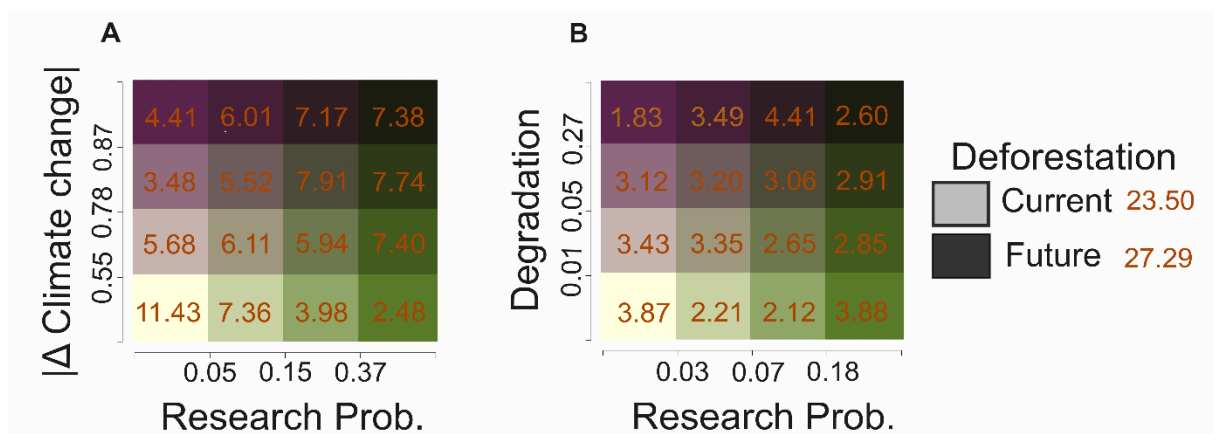 A
|Δ Climate change|
0.87
0.78
0.55
4.41 6.01 7.17 7.38
3.48 5.52 7.91 7.74
5.68 6.11 5.94 7.40
11.43 7.36 3.98 2.48
0.05 0.15 0.37
Research Prob.
B
Degradation
0.27
0.05
0.01
1.83 3.49 4.41 2.60
3.12 3.20 3.06 2.91
3.43 3.35 2.65 2.85
3.87 2.21 2.12 3.88
0.03 0.07 0.18
Research Prob.
Deforestation
Current 23.50
Future 27.29